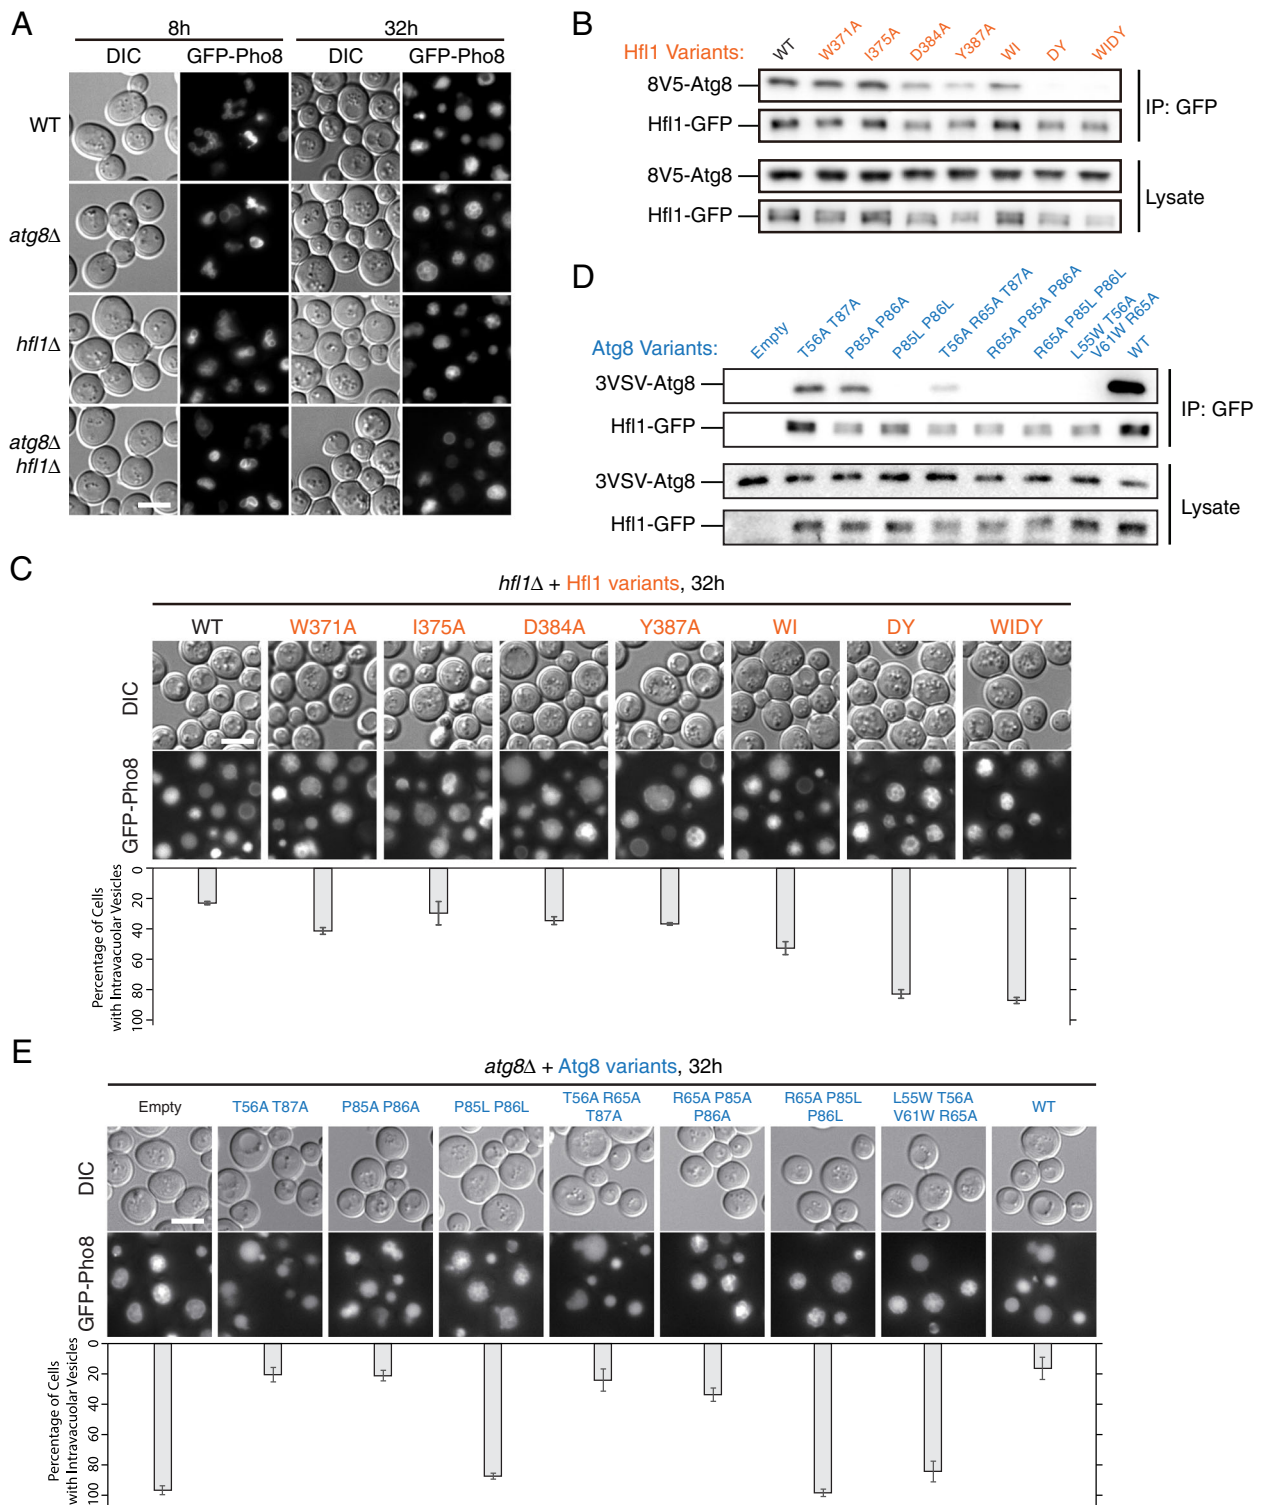 A
8h
32h
DIC
GFP-Pho8
DIC
GFP-Pho8
WT
atg8Δ
hfl1Δ
atg8Δ
hfl1Δ
B
Hfl1 Variants:
WT
W371A
I375A
D384A
Y387A
WI
DY
WIDY
8V5-Atg8
Hfl1-GFP
IP: GFP
8V5-Atg8
Hfl1-GFP
Lysate
D
Atg8 Variants:
Empty
T56A T87A
P85A P86A
P85L P86L
T56A R65A T87A
R65A P85A P86A
R65A P85L P86L
L55W T56A
V61W R65A
WT
3VSV-Atg8
Hfl1-GFP
IP: GFP
3VSV-Atg8
Hfl1-GFP
Lysate
C
hfl1Δ + Hfl1 variants, 32h
WT
W371A
I375A
D384A
Y387A
WI
DY
WIDY
DIC
GFP-Pho8
Percentage of Cells
with Intravacuolar Vesicles
0
20
40
60
80
100
E
atg8Δ + Atg8 variants, 32h
Empty
T56A T87A
P85A P86A
P85L P86L
T56A R65A
T87A
R65A P85A
P86A
R65A P85L
P86L
L55W T56A
V61W R65A
WT
DIC
GFP-Pho8
Percentage of Cells
with Intravacuolar Vesicles
0
20
40
60
80
100